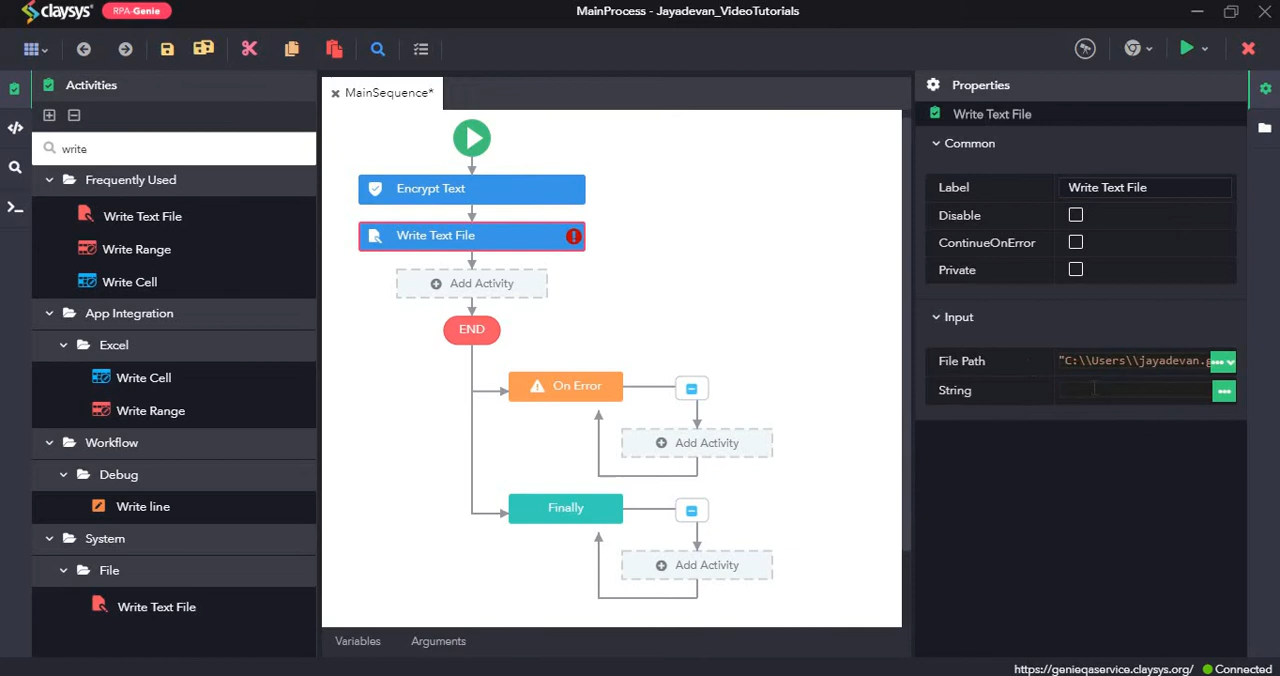 claysys RPA-Genie
MainProcess - Jayadevan_VideoTutorials
Activities
write
Frequently Used
Write Text File
Write Range
Write Cell
App Integration
Excel
Write Cell
Write Range
Workflow
Debug
Write line
System
File
Write Text File
MainSequence*
Encrypt Text
Write Text File
Add Activity
END
On Error
Add Activity
Finally
Add Activity
Variables Arguments
Properties
Write Text File
Common
Label Write Text File
Disable
ContinueOnError
Private
Input
File Path "C:\\Users\\jayadevan.g
String
https://genieqaservice.claysys.org/ Connected